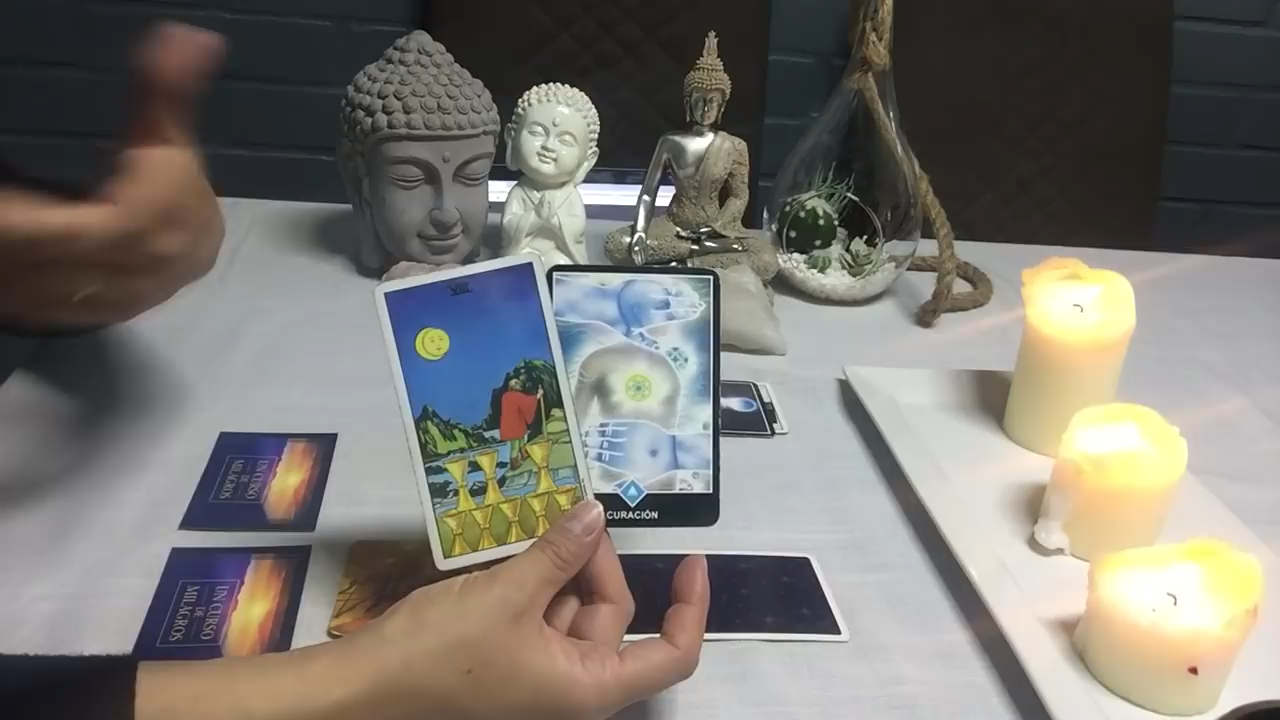 VIII
CURACIÓN
UN CURSO
DE
MILAGROS
UN CURSO
DE
MILAGROS